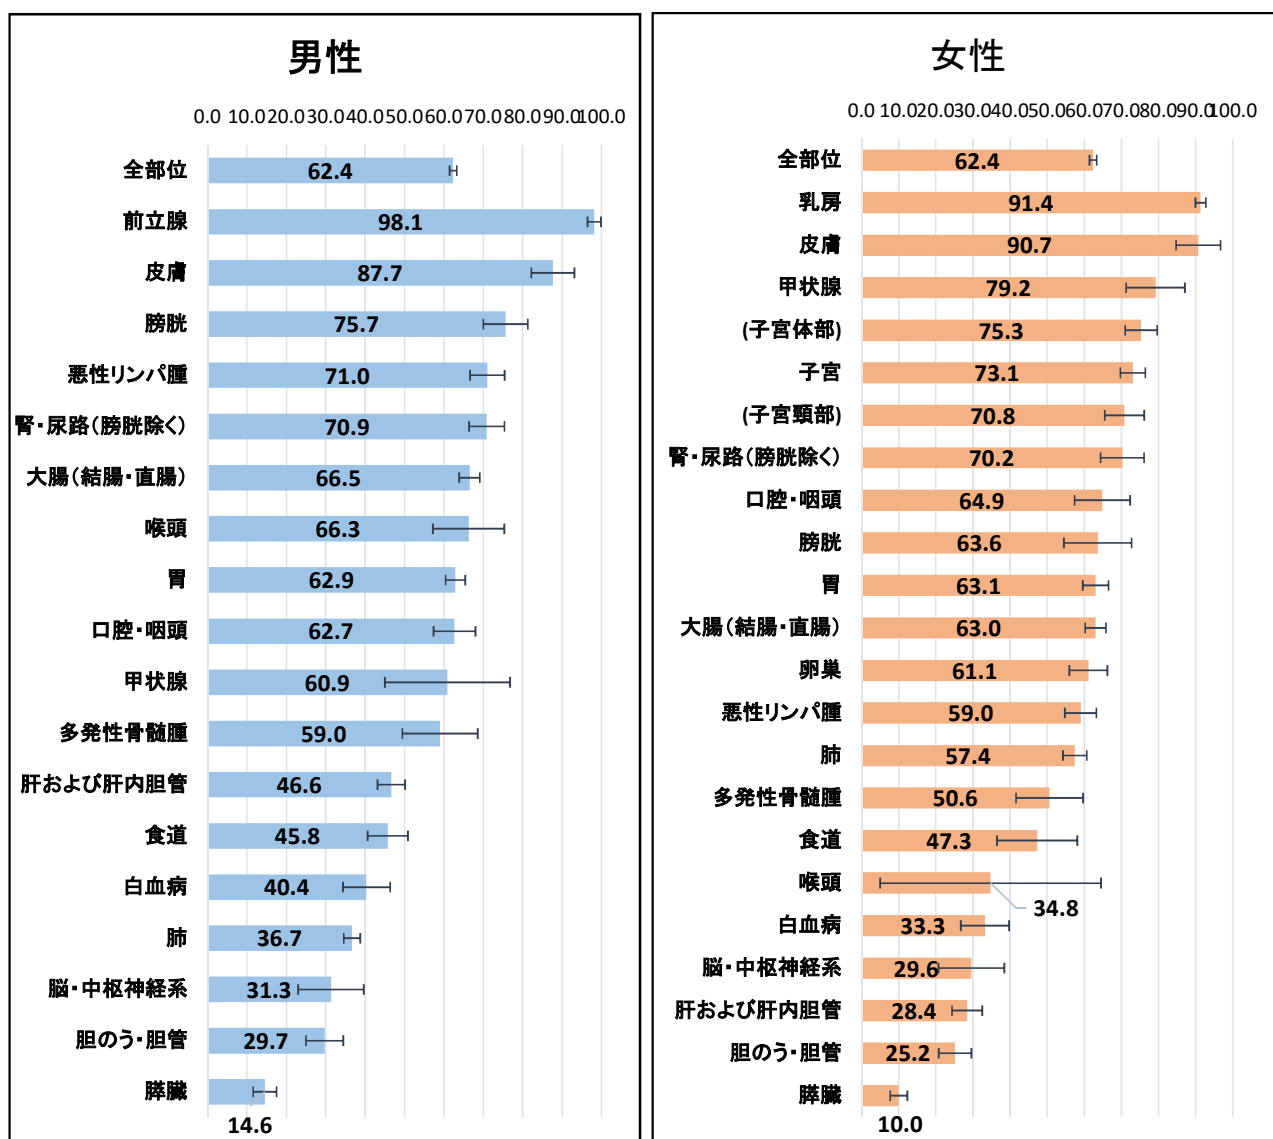 男性
0.0 10.0 20.0 30.0 40.0 50.0 60.0 70.0 80.0 90.0 100.0
全部位 62.4
前立腺 98.1
皮膚 87.7
膀胱 75.7
悪性リンパ腫 71.0
腎・尿路(膀胱除く) 70.9
大腸(結腸・直腸) 66.5
喉頭 66.3
胃 62.9
口腔・咽頭 62.7
甲状腺 60.9
多発性骨髄腫 59.0
肝および肝内胆管 46.6
食道 45.8
白血病 40.4
肺 36.7
脳・中枢神経系 31.3
胆のう・胆管 29.7
膵臓 14.6
女性
0.0 10.0 20.0 30.0 40.0 50.0 60.0 70.0 80.0 90.0 100.0
全部位 62.4
乳房 91.4
皮膚 90.7
甲状腺 79.2
(子宮体部) 75.3
子宮 73.1
(子宮頸部) 70.8
腎・尿路(膀胱除く) 70.2
口腔・咽頭 64.9
膀胱 63.6
胃 63.1
大腸(結腸・直腸) 63.0
卵巣 61.1
悪性リンパ腫 59.0
肺 57.4
多発性骨髄腫 50.6
食道 47.3
喉頭 34.8
白血病 33.3
脳・中枢神経系 29.6
肝および肝内胆管 28.4
胆のう・胆管 25.2
膵臓 10.0